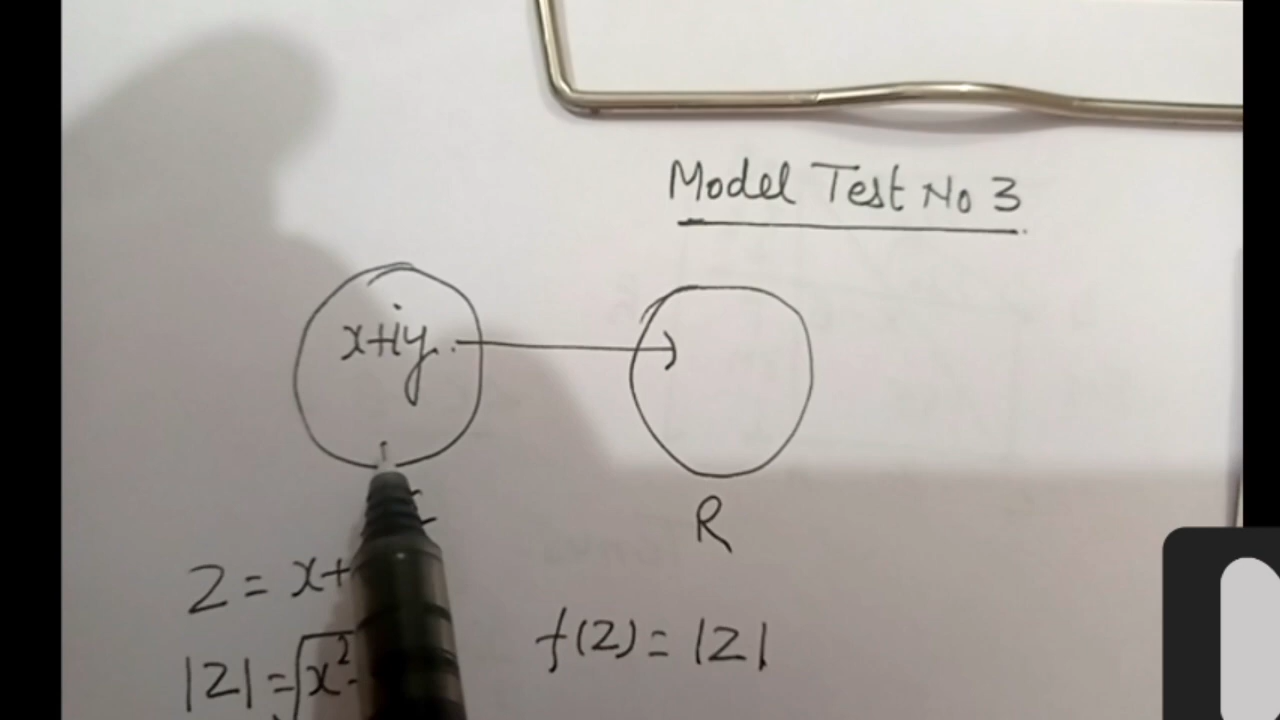 Model Test No 3
x+iy
R
Z = x+
f(Z) = |Z|
|Z| = √x²